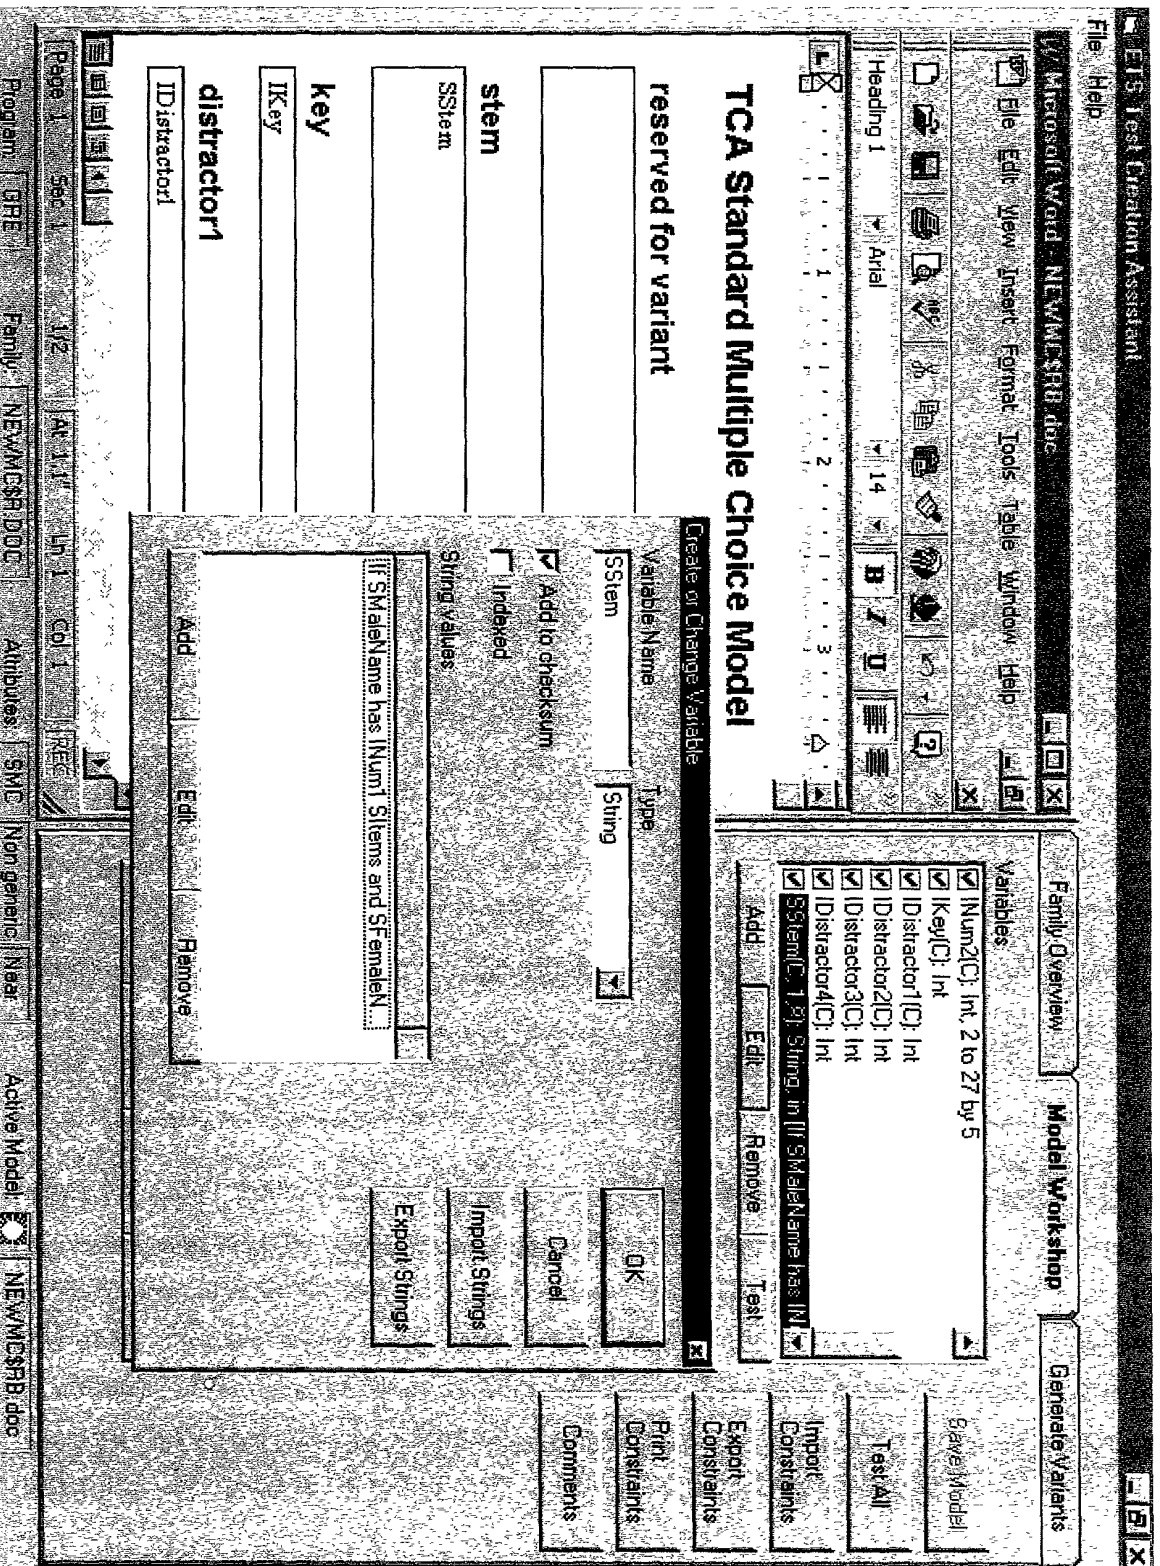 ETS Test Creation Assistant
File Help
Microsoft Word - NEWMC$RB.doc
File Edit View Insert Format Tools Table Window Help
Heading 1 Arial 14 B I U
1 2 3
TCA Standard Multiple Choice Model
reserved for variant
stem
SStem
key
IKey
distractor1
IDistractor1
Page 1 Sec 1 1/2 At 1.1" Ln 1 Col 1 REC
Family Overview Model Workshop Generate Variants
Variables
INum2(C): Int, 2 to 27 by 5
IKey(C): Int
IDistractor1(C): Int
IDistractor2(C): Int
IDistractor3(C): Int
IDistractor4(C): Int
SStem(C, 1.0): String, in [If SMaleName has IN
Add Edit Remove Test
Save Model
Test All
Import Constraints
Export Constraints
Print Constraints
Comments
Create or Change Variable
Variable Name Type
SStem String
Add to checksum
Indexed
String values
If SMaleName has INum1 SItems and SFemaleN...
Add Edit Remove
OK
Cancel
Import Strings
Export Strings
Program: GRE Family: NEWMC$R.DOC Attributes: SMC Non generic Near Active Model: NEWMC$RB.doc